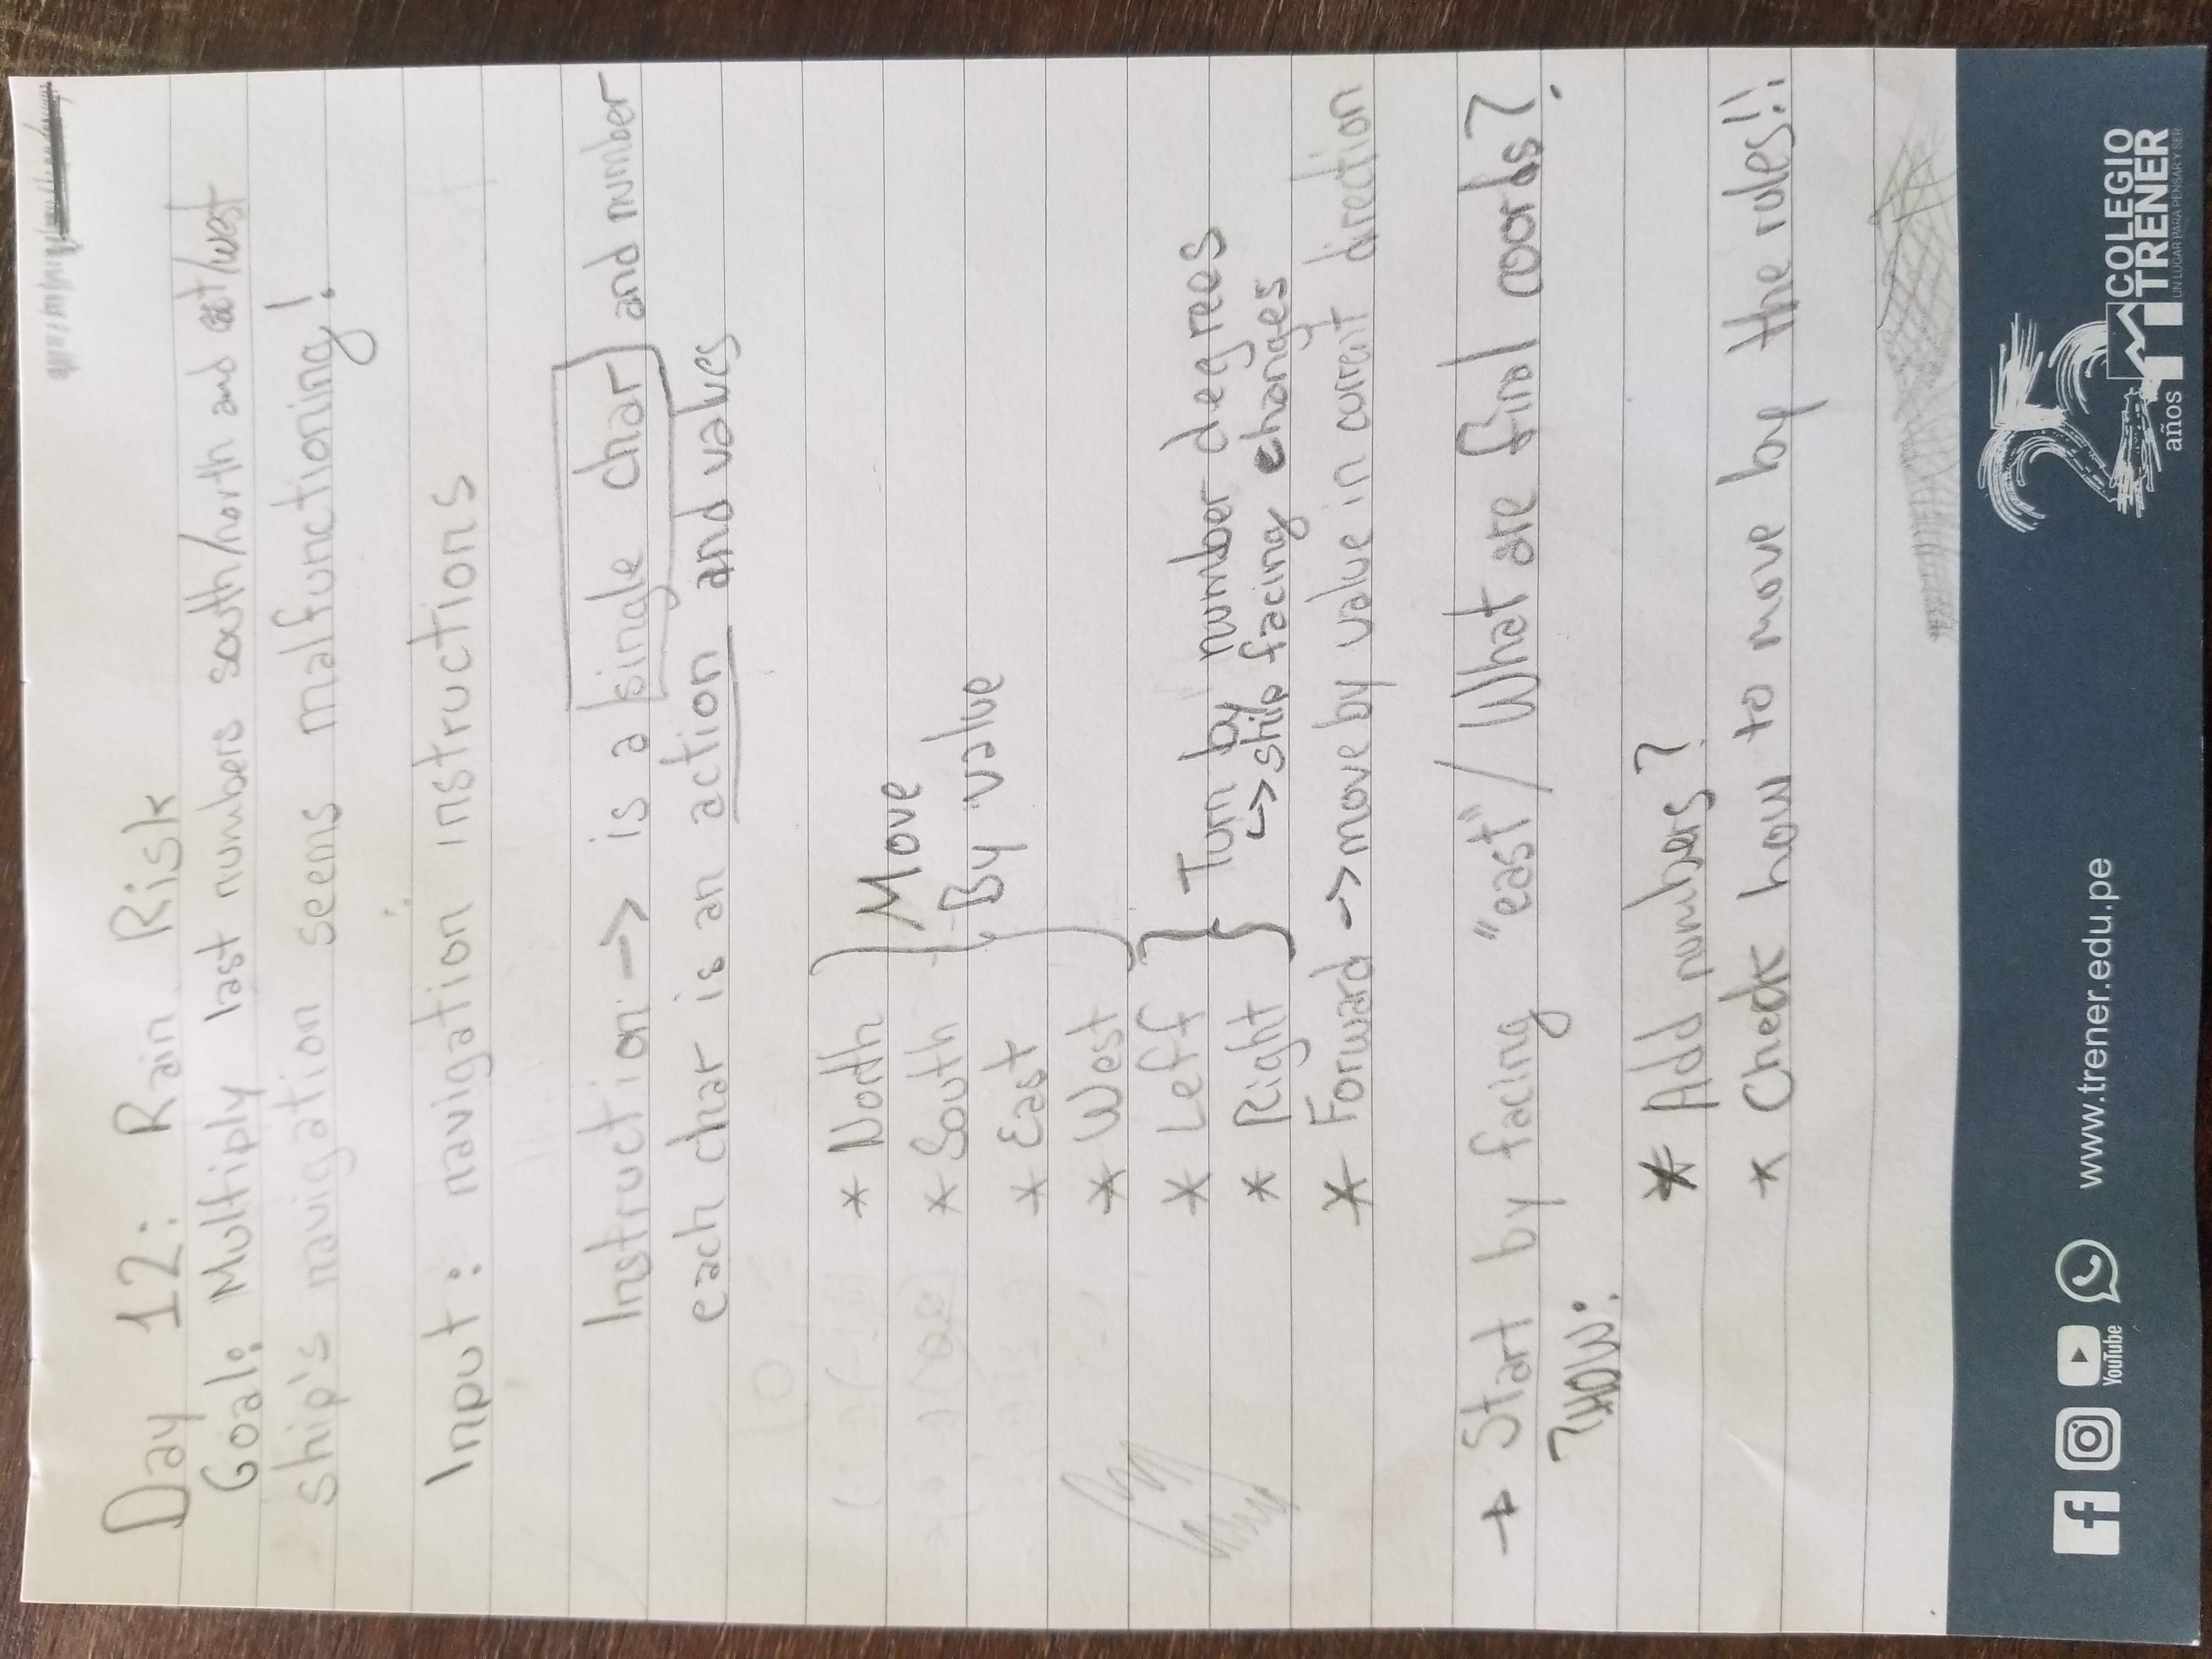 Day 12: Rain Risk
Goal: Multiply last numbers south/north and east/west
ship's navigation seems malfunctioning!
Input: navigation instructions
Instruction -> is a single char and number
each char is an action and values
* North
* South
* East
* West
Move
By value
* Left
* Right
Turn by number degrees
↳ ship facing changes
* Forward -> move by value in current direction
→ Start by facing "east" / What are final coords?
?HOW:
* Add numbers?
* Check how to move by the rules!!
YouTube
www.trener.edu.pe
25 años
COLEGIO
TRENER
UN LUGAR PARA PENSAR Y SER